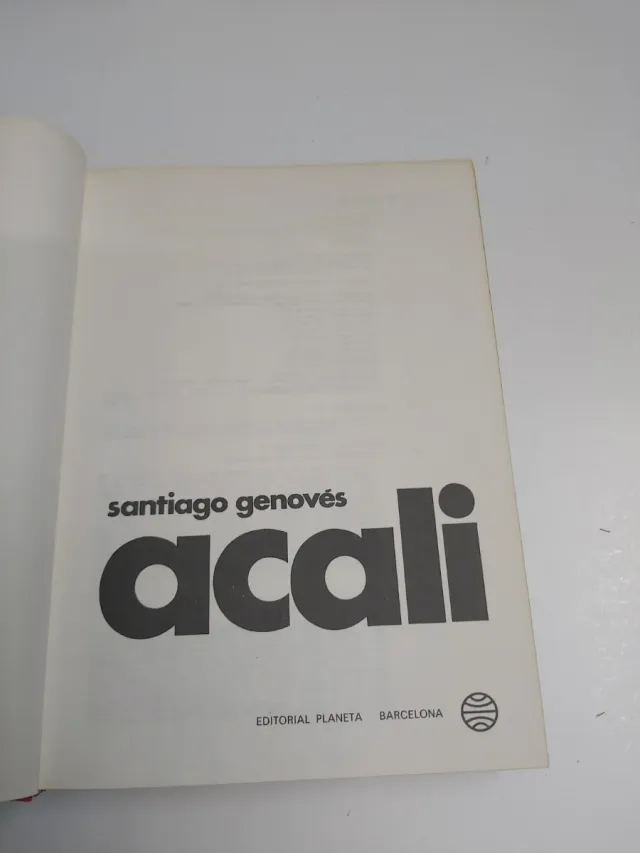 santiago genovés
acali
EDITORIAL PLANETA BARCELONA